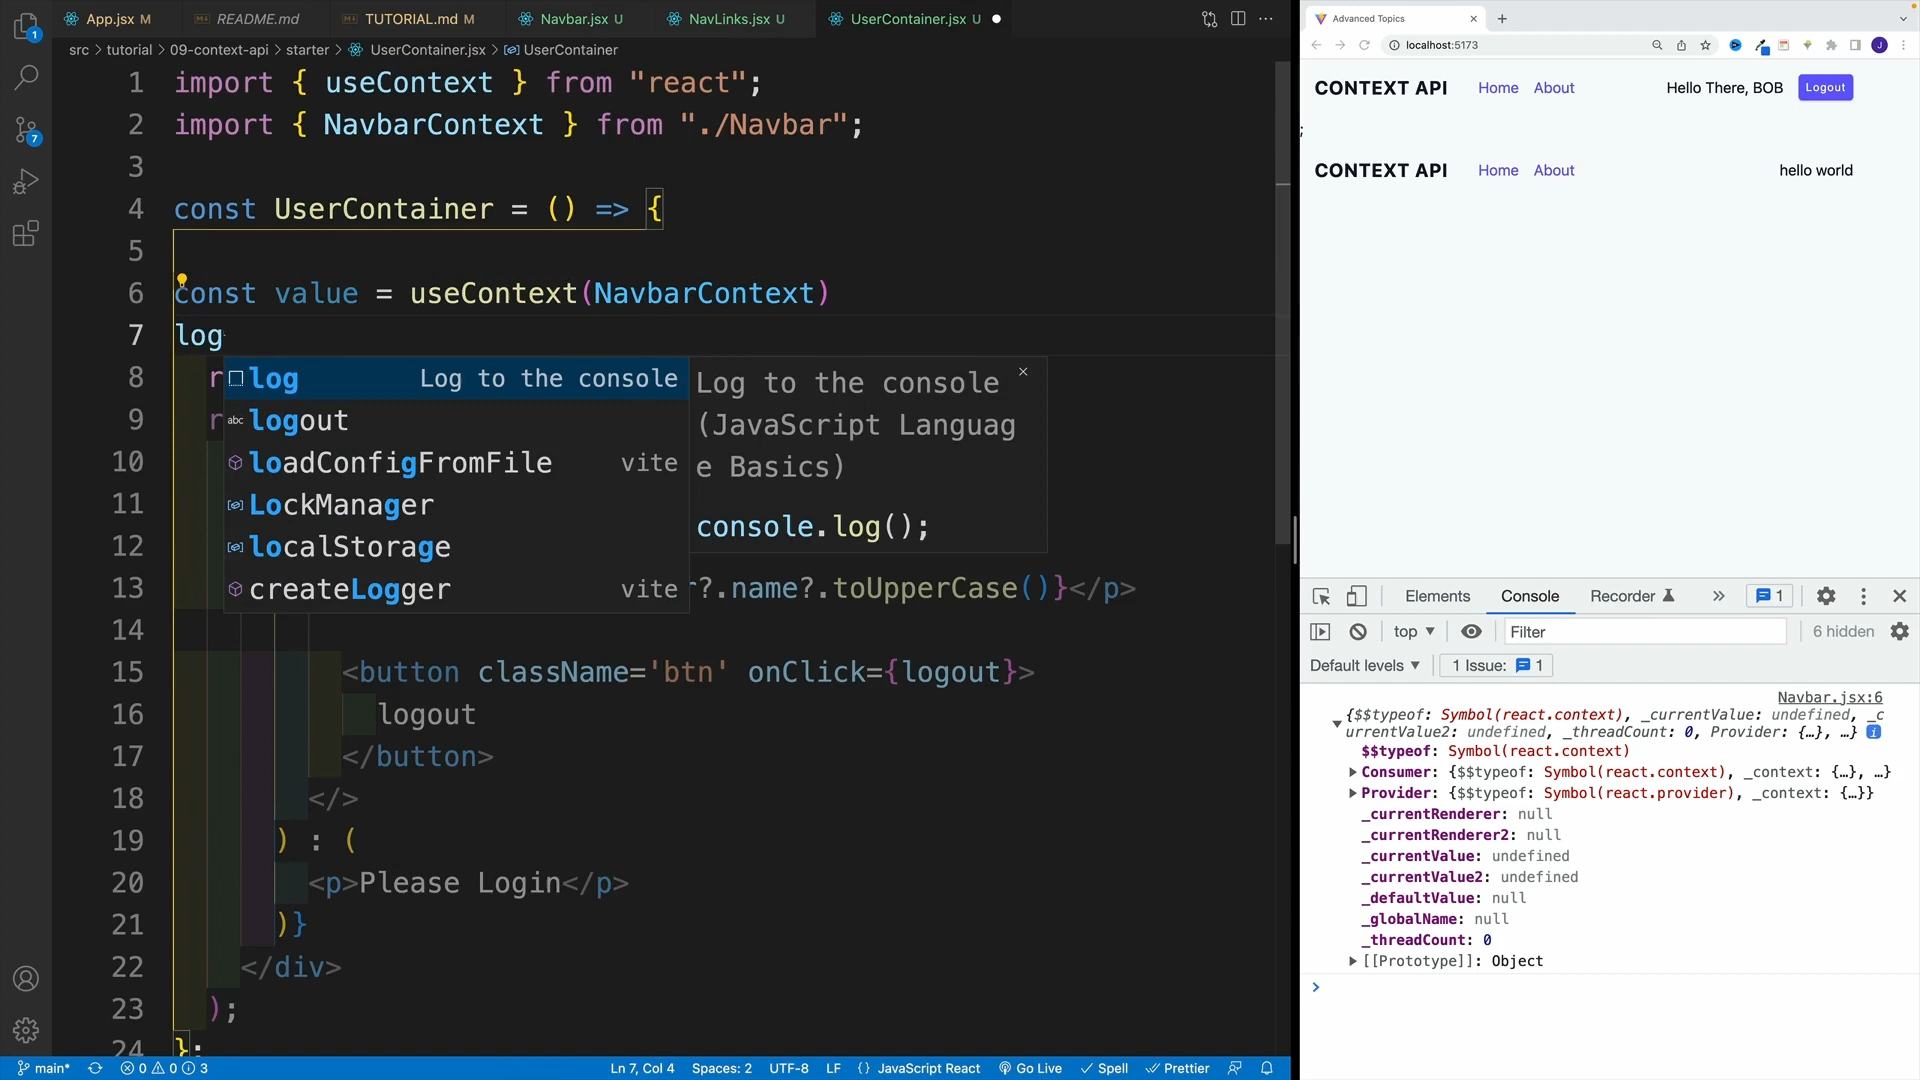 App.jsx M
README.md
TUTORIAL.md M
Navbar.jsx U
NavLinks.jsx U
UserContainer.jsx U
src > tutorial > 09-context-api > starter > UserContainer.jsx > UserContainer
1 import { useContext } from "react";
2 import { NavbarContext } from "./Navbar";
3
4 const UserContainer = () => {
5
6 const value = useContext(NavbarContext)
7 log
8 r
9 r
10
11
12
13 r?.name?.toUpperCase()}</p>
14
15 <button className='btn' onClick={logout}>
16 logout
17 </button>
18 </>
19 ) : (
20 <p>Please Login</p>
21 )}
22 </div>
23 );
24 };
log Log to the console
abc logout
loadConfigFromFile vite
LockManager
localStorage
createLogger vite
Log to the console
(JavaScript Languag
e Basics)
console.log();
1
7
main*
0 0 3
Ln 7, Col 4
Spaces: 2
UTF-8
LF
{ } JavaScript React
Go Live
Spell
Prettier
Advanced Topics
localhost:5173
J
CONTEXT API Home About Hello There, BOB Logout
;
CONTEXT API Home About hello world
Elements Console Recorder » 1
top Filter 6 hidden
Default levels 1 Issue: 1
Navbar.jsx:6
{$$typeof: Symbol(react.context), _currentValue: undefined, _c
urrentValue2: undefined, _threadCount: 0, Provider: {…}, …} i
$$typeof: Symbol(react.context)
Consumer: {$$typeof: Symbol(react.context), _context: {…}, …}
Provider: {$$typeof: Symbol(react.provider), _context: {…}}
_currentRenderer: null
_currentRenderer2: null
_currentValue: undefined
_currentValue2: undefined
_defaultValue: null
_globalName: null
_threadCount: 0
[[Prototype]]: Object
>